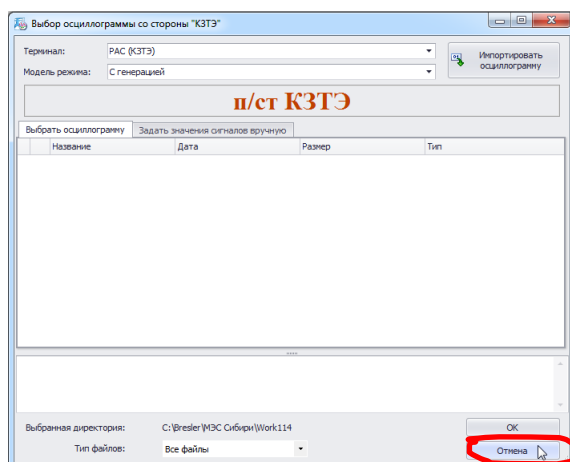 Выбор осциллограммы со стороны "КЗТЭ"
Терминал: РАС (КЗТЭ)
Импортировать осциллограмму
Модель режима: С генерацией
п/ст КЗТЭ
Выбрать осциллограмму Задать значения сигналов вручную
Название Дата Размер Тип
Выбранная директория: C:\Bresler\МЭС Сибири\Work114 ОК
Тип файлов: Все файлы Отмена